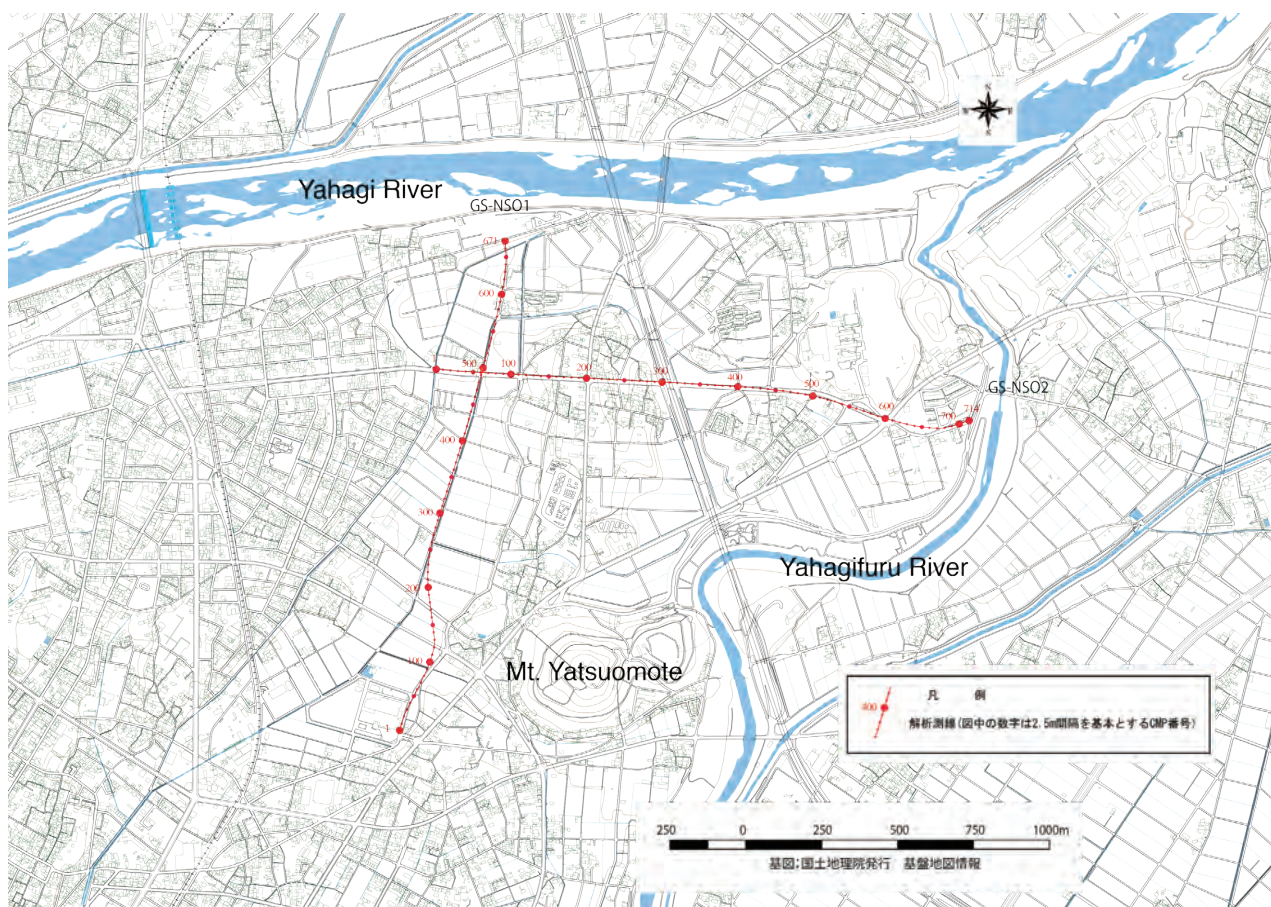 N
W
E
S
Yahagi River
GS-NSO1
671
600
500
100
200
300
400
500
600
700
714
GS-NSO2
400
300
200
100
1
Yahagifuru River
Mt. Yatsuomote
凡 例
400
解析測線(図中の数字は2.5m間隔を基本とするCMP番号)
250 0 250 500 750 1000m
基図;国土地理院発行 基盤地図情報